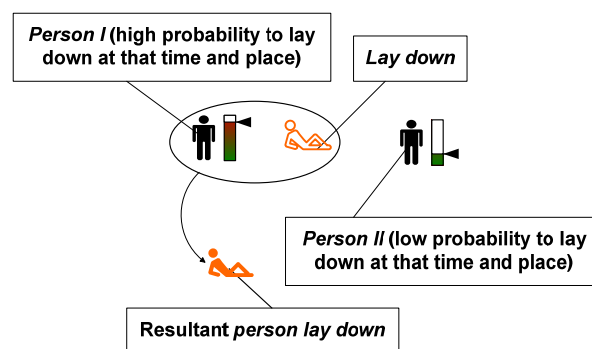 Person I (high probability to lay
down at that time and place)
Lay down
Person II (low probability to lay
down at that time and place)
Resultant person lay down